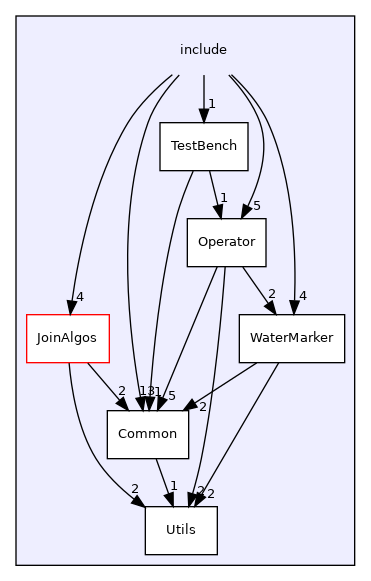 include
1
TestBench
1
5
Operator
4
2
4
JoinAlgos
WaterMarker
2
13
1
5
2
Common
2
1
2
2
Utils